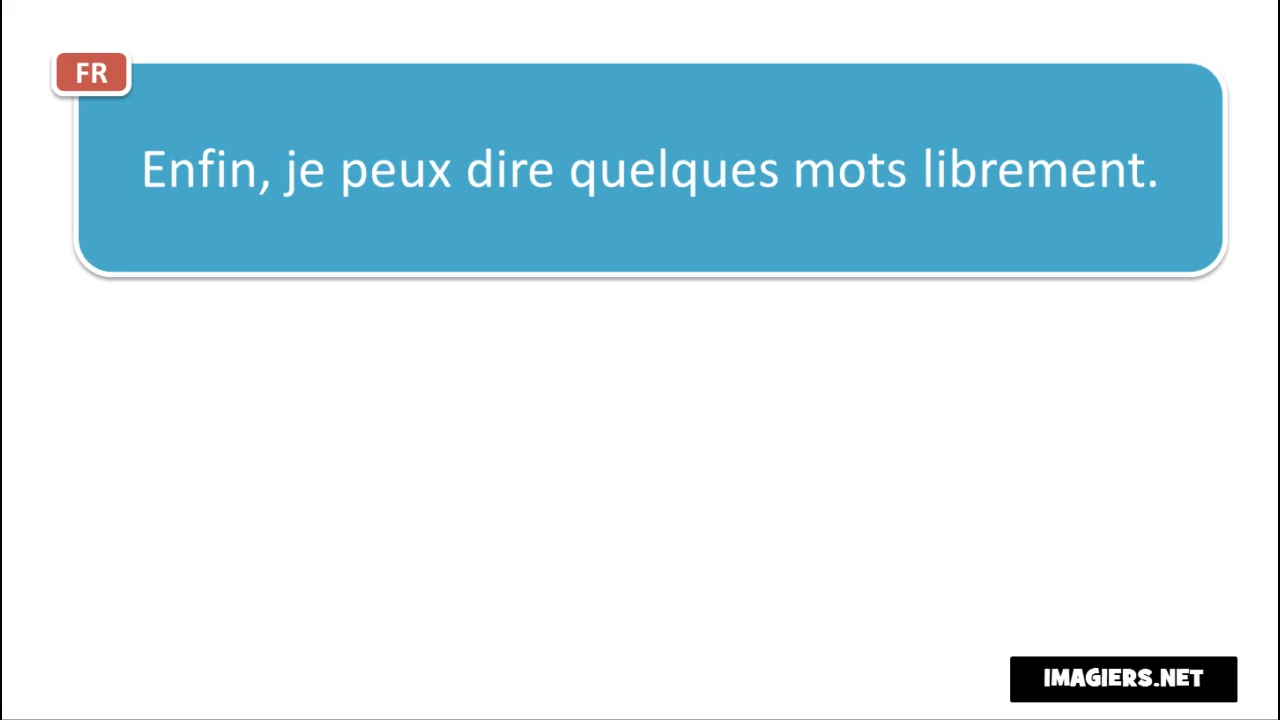 FR
Enfin, je peux dire quelques mots librement.
IMAGIERS.NET